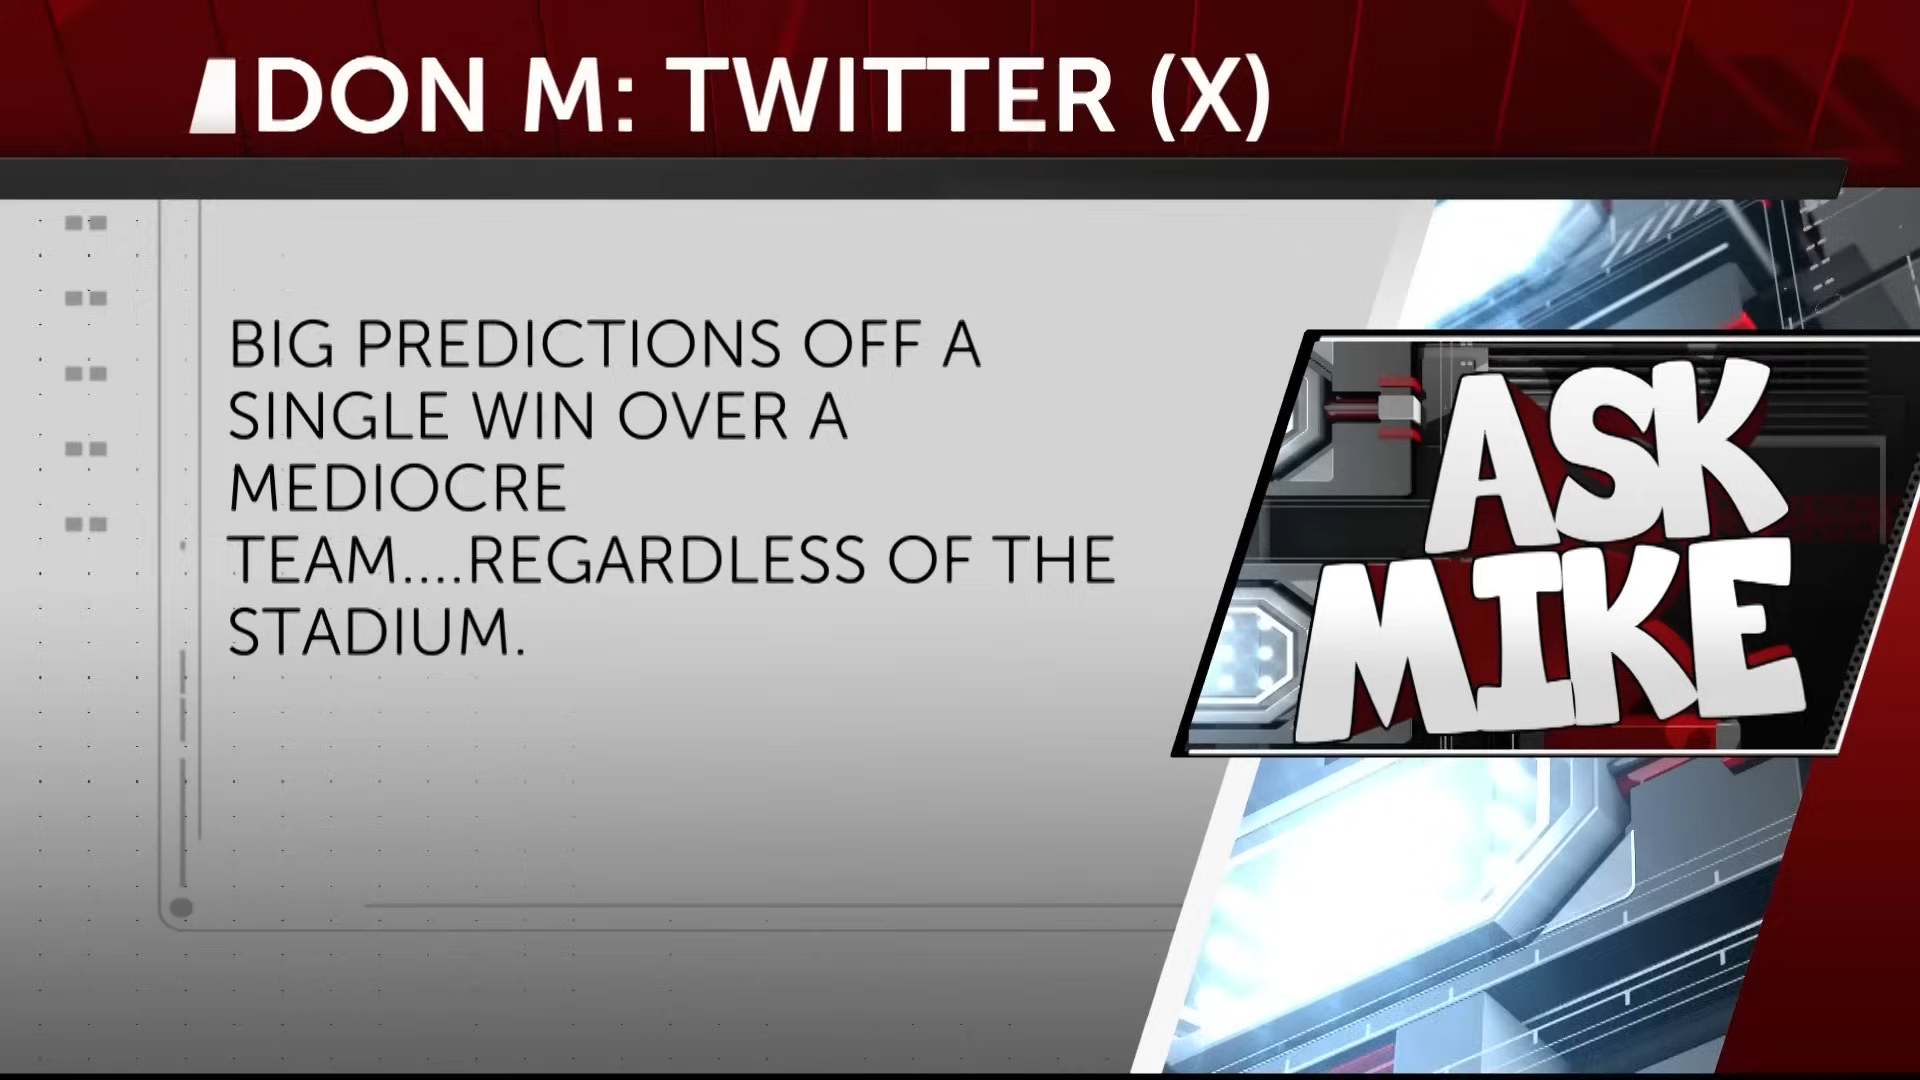 DON M: TWITTER (X)
BIG PREDICTIONS OFF A
SINGLE WIN OVER A
MEDIOCRE
TEAM....REGARDLESS OF THE
STADIUM.
ASK
MIKE